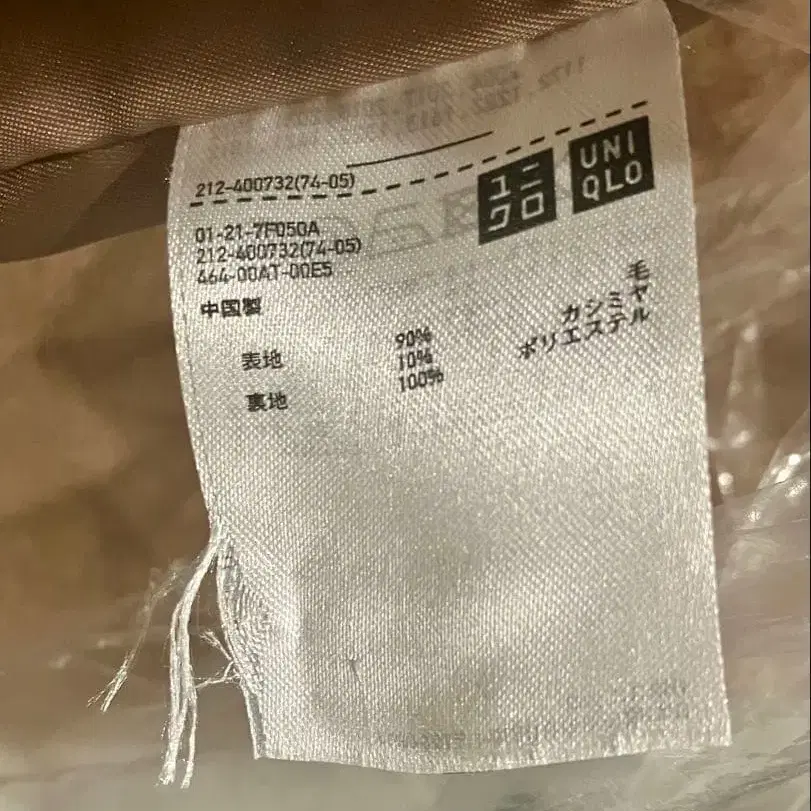 212-400732(74-05)
ユニ
クロ
UNI
QLO
01-21-7F050A
212-400732(74-05)
464-00AT-00E5
中国製
表地 90% 毛
10% カシミヤ
裏地 100% ポリエステル